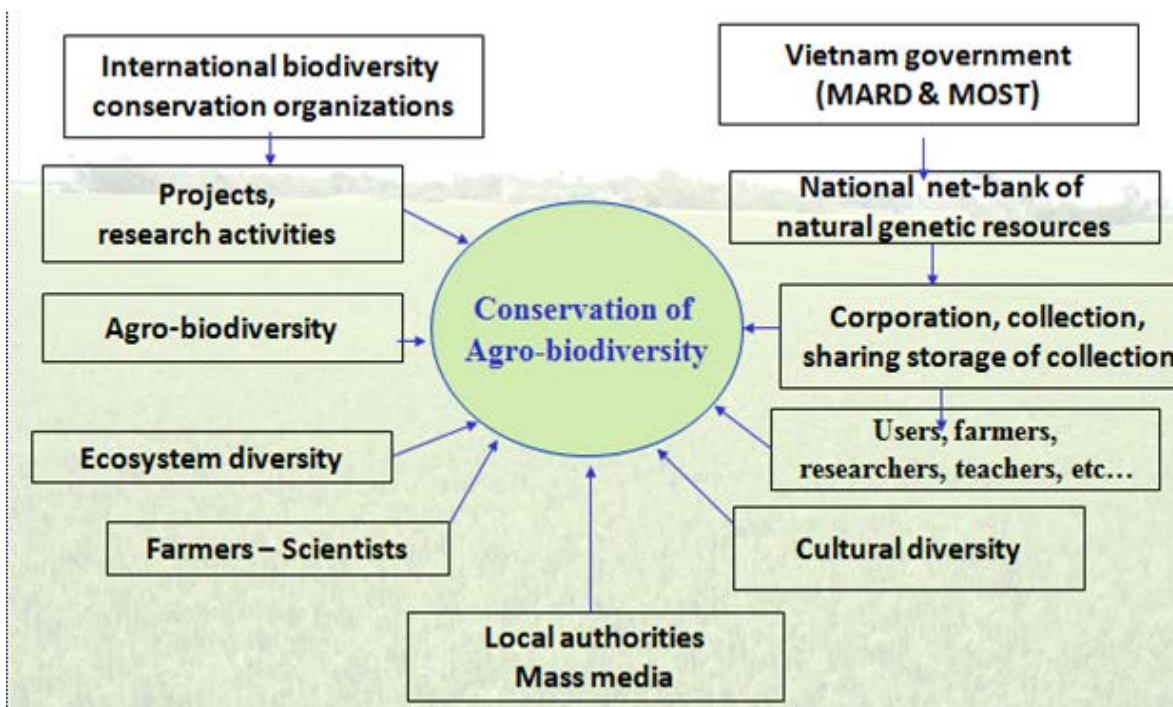 International biodiversity
conservation organizations
Vietnam government
(MARD & MOST)
Projects,
research activities
National net-bank of
natural genetic resources
Conservation of
Agro-biodiversity
Agro-biodiversity
Corporation, collection,
sharing storage of collection
Ecosystem diversity
Users, farmers,
researchers, teachers, etc...
Farmers – Scientists
Cultural diversity
Local authorities
Mass media